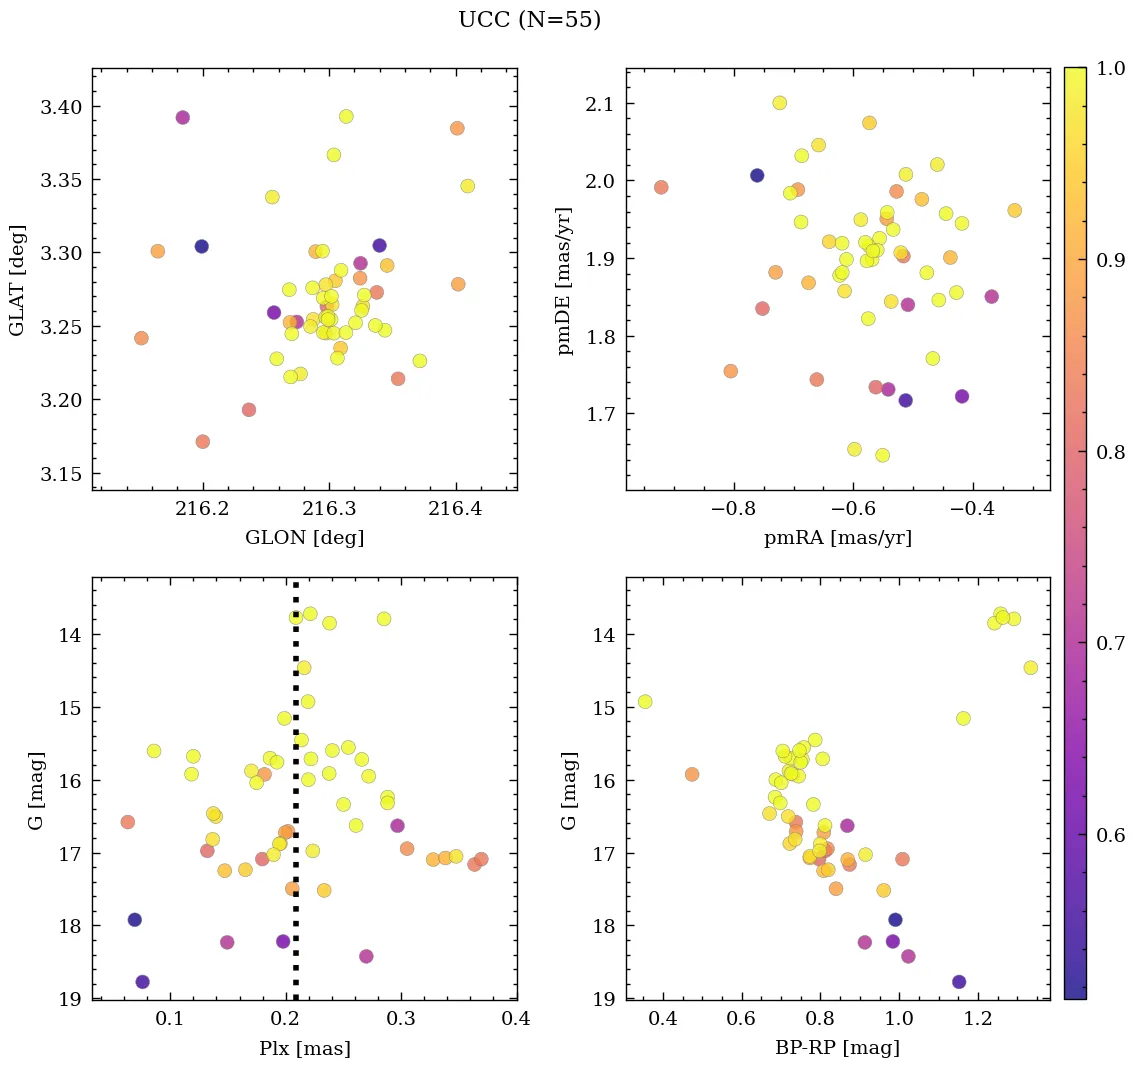 UCC (N=55)
3.40
3.35
3.30
3.25
3.20
3.15
GLAT [deg]
216.2 216.3 216.4
GLON [deg]
2.1
2.0
1.9
1.8
1.7
pmDE [mas/yr]
−0.8 −0.6 −0.4
pmRA [mas/yr]
1.0
0.9
0.8
0.7
0.6
14
15
16
17
18
19
G [mag]
0.1 0.2 0.3 0.4
Plx [mas]
14
15
16
17
18
19
G [mag]
0.4 0.6 0.8 1.0 1.2
BP-RP [mag]